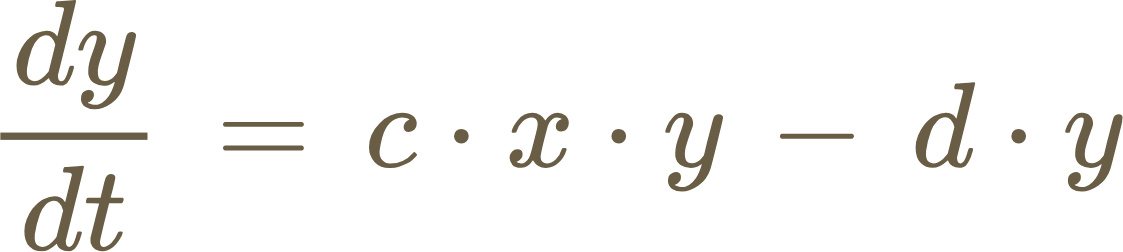 dy/dt = c · x · y − d · y